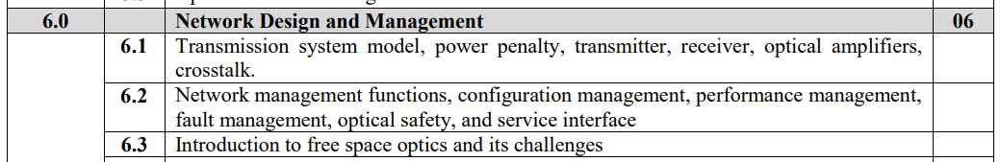 6.0 Network Design and Management 06
6.1 Transmission system model, power penalty, transmitter, receiver, optical amplifiers,
crosstalk.
6.2 Network management functions, configuration management, performance management,
fault management, optical safety, and service interface
6.3 Introduction to free space optics and its challenges